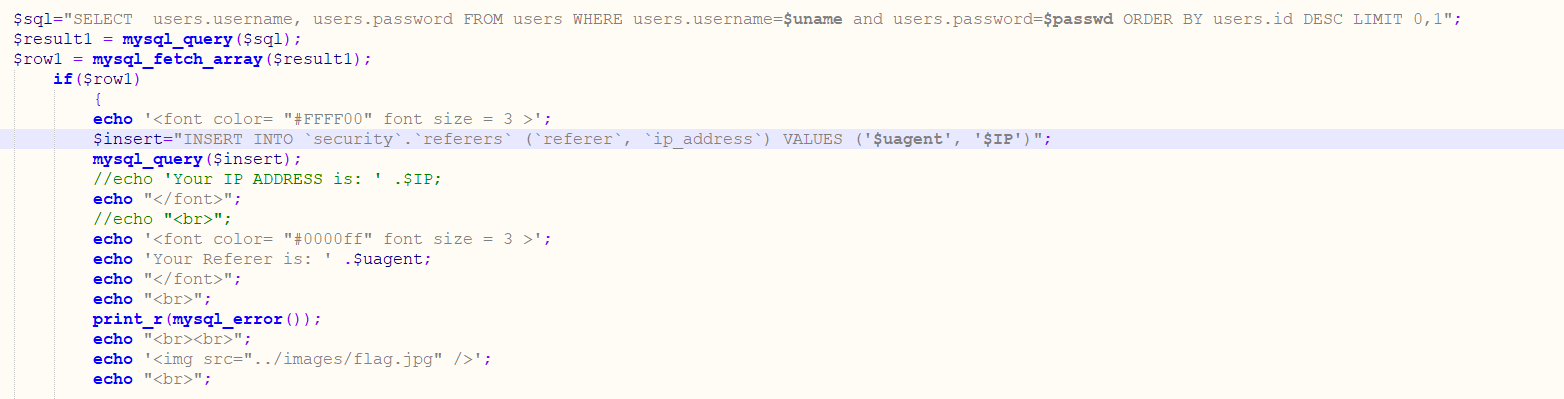 $sql="SELECT  users.username, users.password FROM users WHERE users.username=$uname and users.password=$passwd ORDER BY users.id DESC LIMIT 0,1";
$result1 = mysql_query($sql);
$row1 = mysql_fetch_array($result1);
if($row1)
{
echo '<font color= "#FFFF00" font size = 3 >';
$insert="INSERT INTO `security`.`referers` (`referer`, `ip_address`) VALUES ('$uagent', '$IP')";
mysql_query($insert);
//echo 'Your IP ADDRESS is: ' .$IP;
echo "</font>";
//echo "<br>";
echo '<font color= "#0000ff" font size = 3 >';
echo 'Your Referer is: ' .$uagent;
echo "</font>";
echo "<br>";
print_r(mysql_error());
echo "<br><br>";
echo '<img src="../images/flag.jpg" />';
echo "<br>";